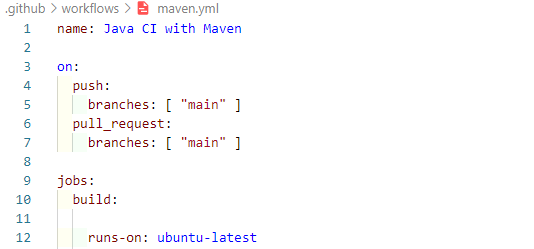 .github > workflows > maven.yml
1 name: Java CI with Maven
2
3 on:
4   push:
5     branches: [ "main" ]
6   pull_request:
7     branches: [ "main" ]
8
9 jobs:
10   build:
11
12     runs-on: ubuntu-latest